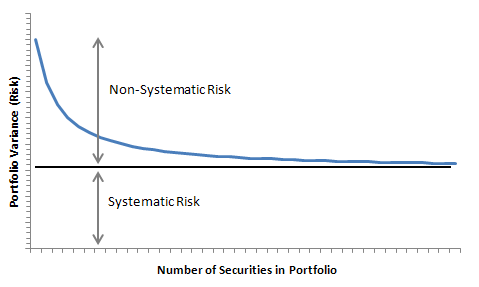 Portfolio Variance (Risk)
Non-Systematic Risk
Systematic Risk
Number of Securities in Portfolio